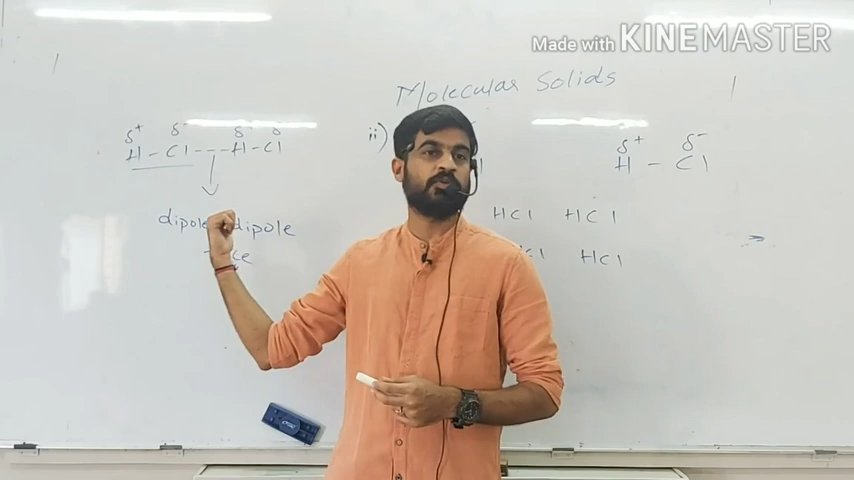 Made with KINEMASTER
Molecular Solids
δ+ δ- δ+ δ-
H - Cl --- H - Cl
ii)
δ+ δ-
H - Cl
dipole dipole
HCl HCl
HCl